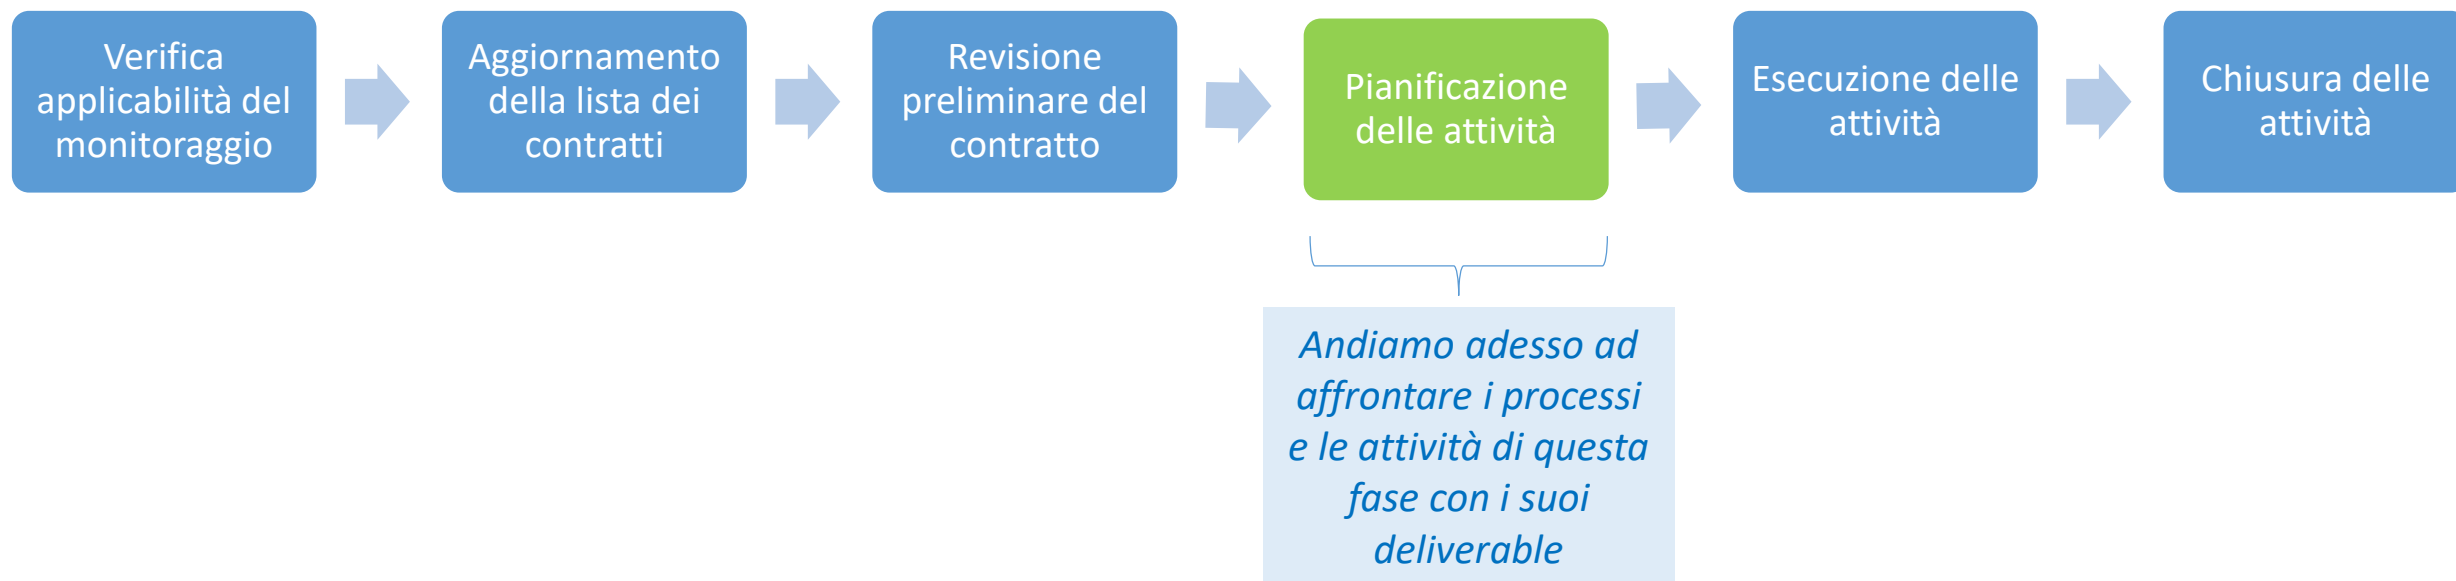 Verifica
applicabilità del
monitoraggio
Aggiornamento
della lista dei
contratti
Revisione
preliminare del
contratto
Pianificazione
delle attività
Esecuzione delle
attività
Chiusura delle
attività
Andiamo adesso ad
affrontare i processi
e le attività di questa
fase con i suoi
deliverable